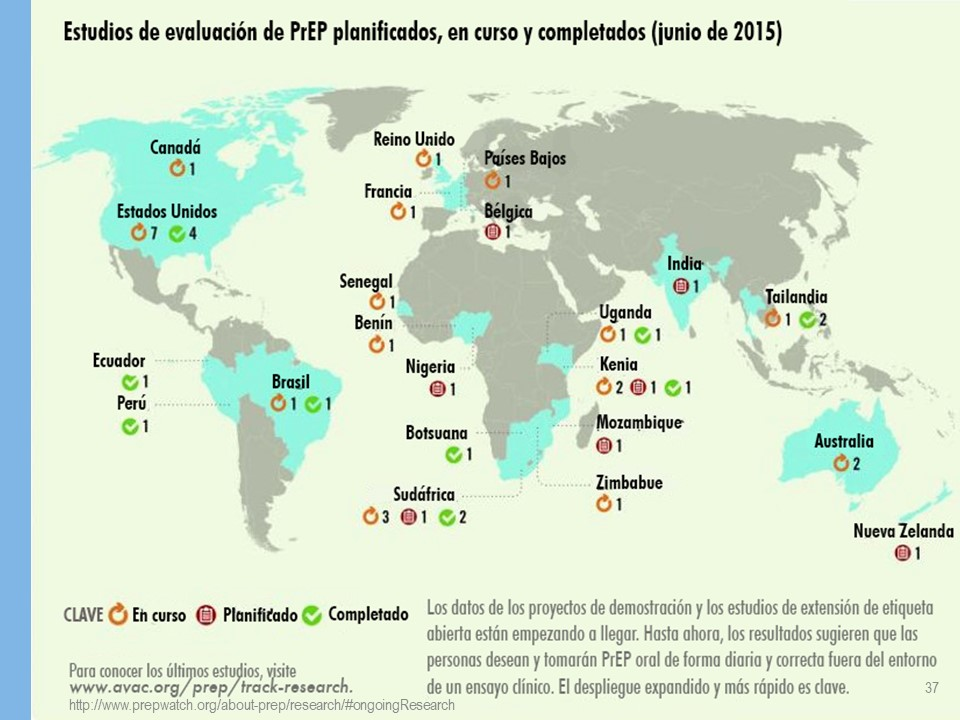 Estudios de evaluación de PrEP planificados, en curso y completados (junio de 2015)
Canadá
1
Estados Unidos
7 4
Reino Unido
1
Francia
1
Países Bajos
1
Bélgica
1
Senegal
1
Benín
1
Nigeria
1
Uganda
1 1
Kenia
2 1 1
India
1
Tailandia
1 2
Ecuador
1
Perú
1
Brasil
1 1
Botsuana
1
Sudáfrica
3 1 2
Mozambique
1
Zimbabue
1
Australia
2
Nueva Zelanda
1
CLAVE En curso Planificado Completado
Los datos de los proyectos de demostración y los estudios de extensión de etiqueta
abierta están empezando a llegar. Hasta ahora, los resultados sugieren que las
personas desean y tomarán PrEP oral de forma diaria y correcta fuera del entorno
de un ensayo clínico. El despliegue expandido y más rápido es clave.
Para conocer los últimos estudios, visite
www.avac.org/prep/track-research.
http://www.prepwatch.org/about-prep/research/#ongoingResearch
37